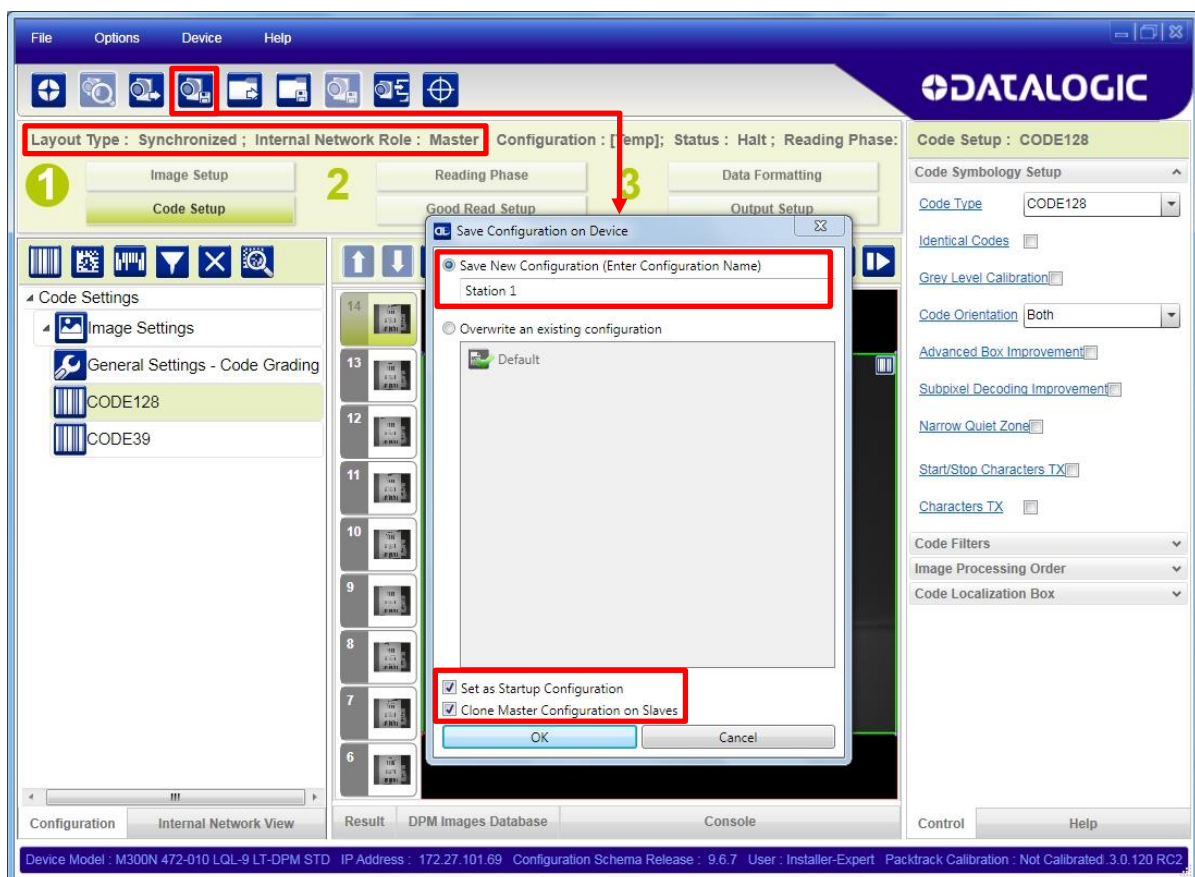 File Options Device Help
DATALOGIC
Layout Type : Synchronized ; Internal Network Role : Master Configuration : [Temp]; Status : Halt ; Reading Phase:
1 Image Setup 2 Reading Phase 3 Data Formatting
Code Setup Good Read Setup Output Setup
Code Settings
Image Settings
General Settings - Code Grading
CODE128
CODE39
14
13
12
11
10
9
8
7
6
Save Configuration on Device
Save New Configuration (Enter Configuration Name)
Station 1
Overwrite an existing configuration
Default
Set as Startup Configuration
Clone Master Configuration on Slaves
OK Cancel
Code Setup : CODE128
Code Symbology Setup
Code Type CODE128
Identical Codes
Grey Level Calibration
Code Orientation Both
Advanced Box Improvement
Subpixel Decoding Improvement
Narrow Quiet Zone
Start/Stop Characters TX
Characters TX
Code Filters
Image Processing Order
Code Localization Box
Configuration Internal Network View Result DPM Images Database Console Control Help
Device Model : M300N 472-010 LQL-9 LT-DPM STD IP Address : 172.27.101.69 Configuration Schema Release : 9.6.7 User : Installer-Expert Packtrack Calibration : Not Calibrated .3.0.120 RC2